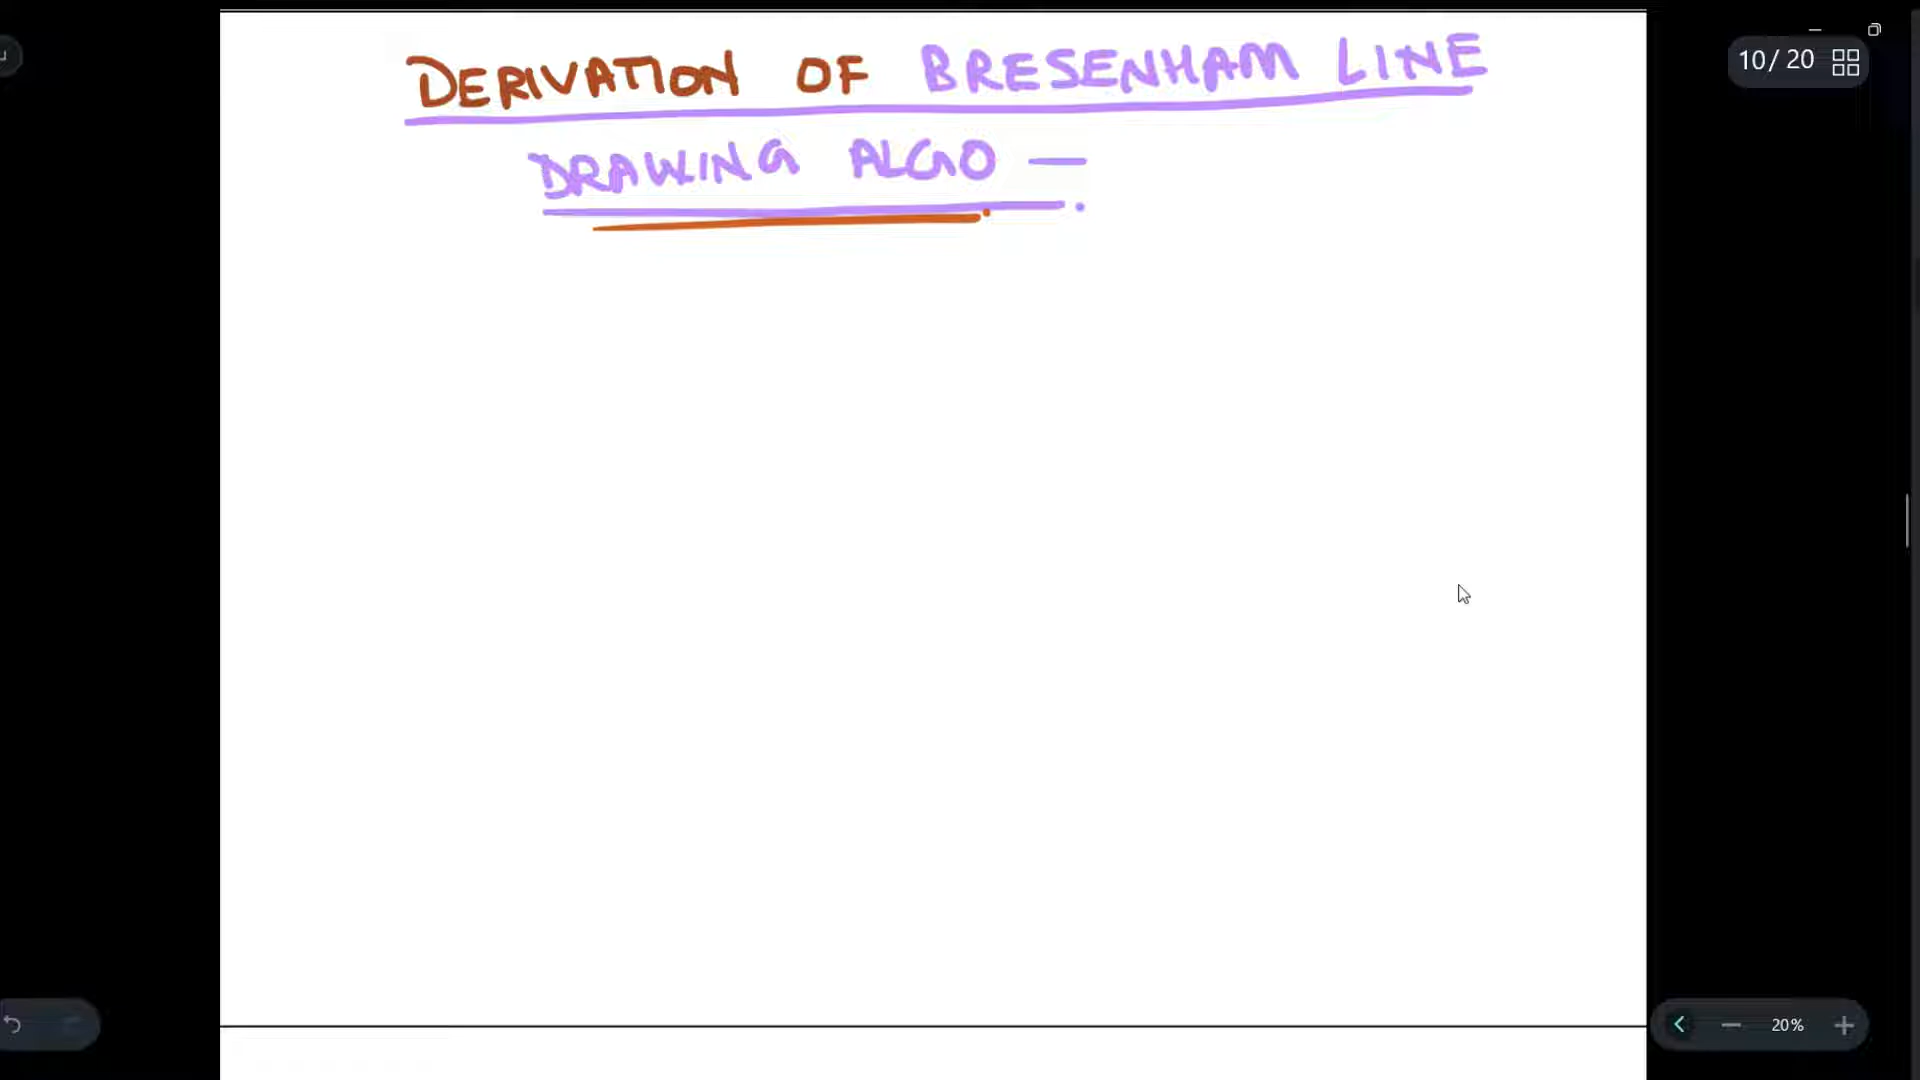 DERIVATION OF BRESENHAM LINE
DRAWING ALGO —
10/ 20
20%